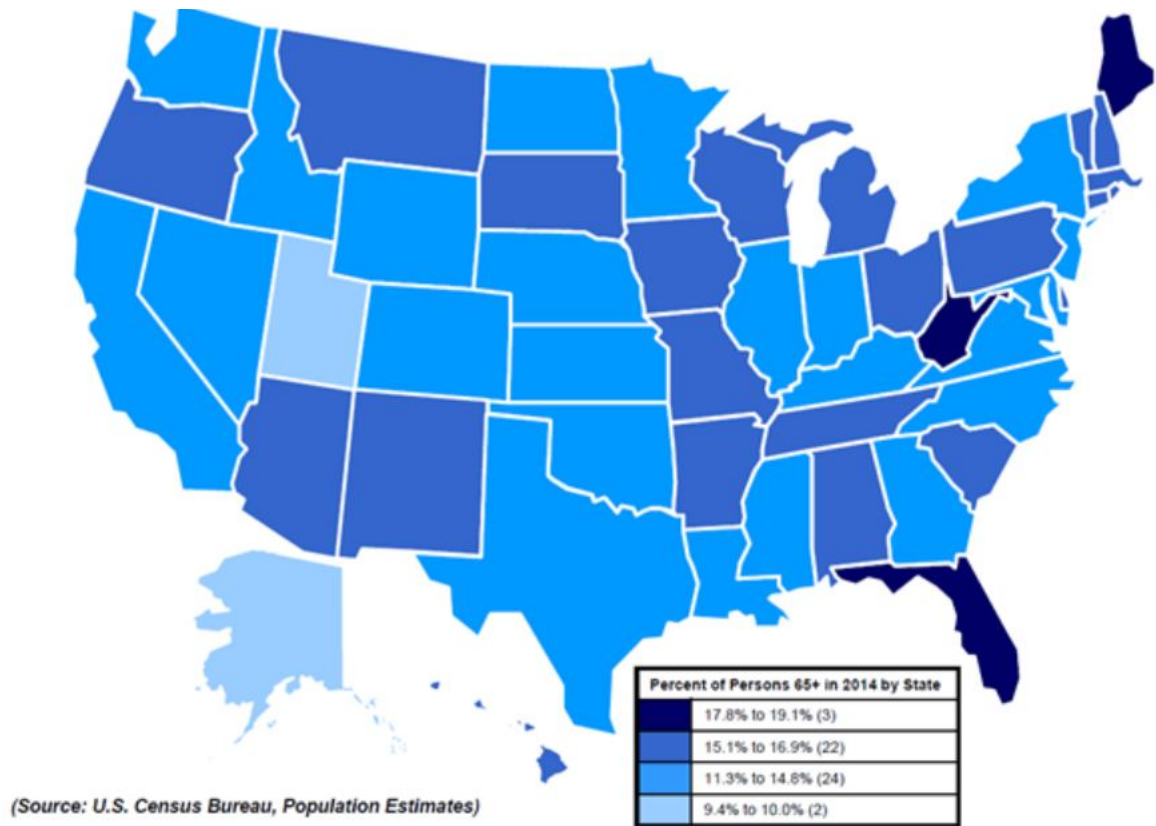 Percent of Persons 65+ in 2014 by State
17.8% to 19.1% (3)
15.1% to 16.9% (22)
11.3% to 14.8% (24)
9.4% to 10.0% (2)
(Source: U.S. Census Bureau, Population Estimates)